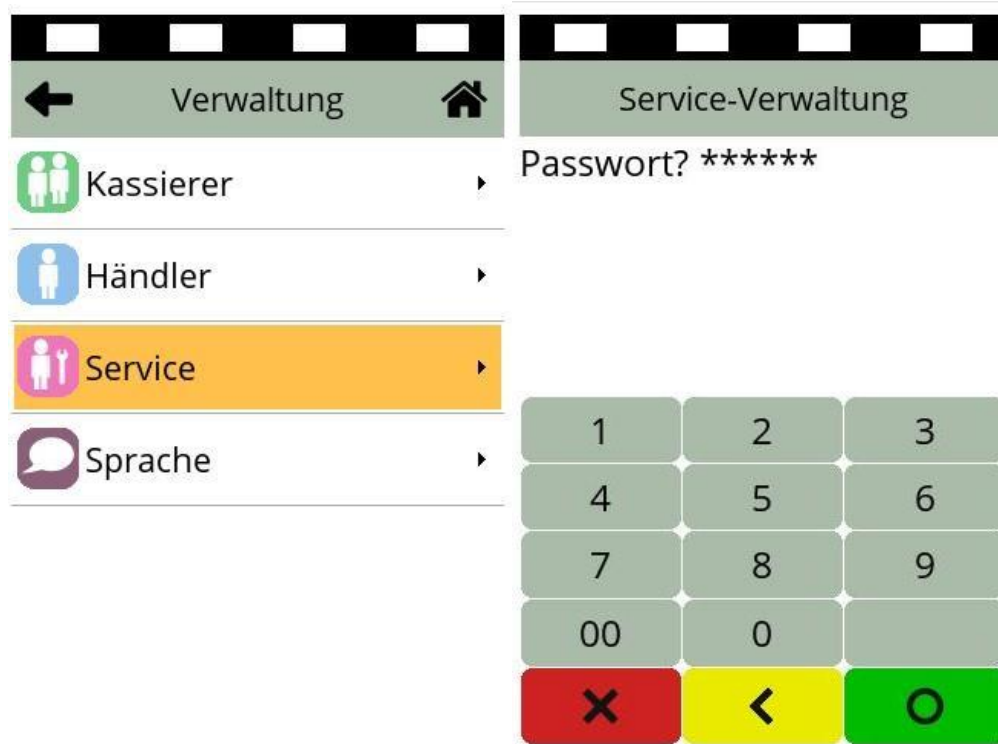 Verwaltung
Kassierer
Händler
Service
Sprache
Service-Verwaltung
Passwort? ******
1 2 3
4 5 6
7 8 9
00 0